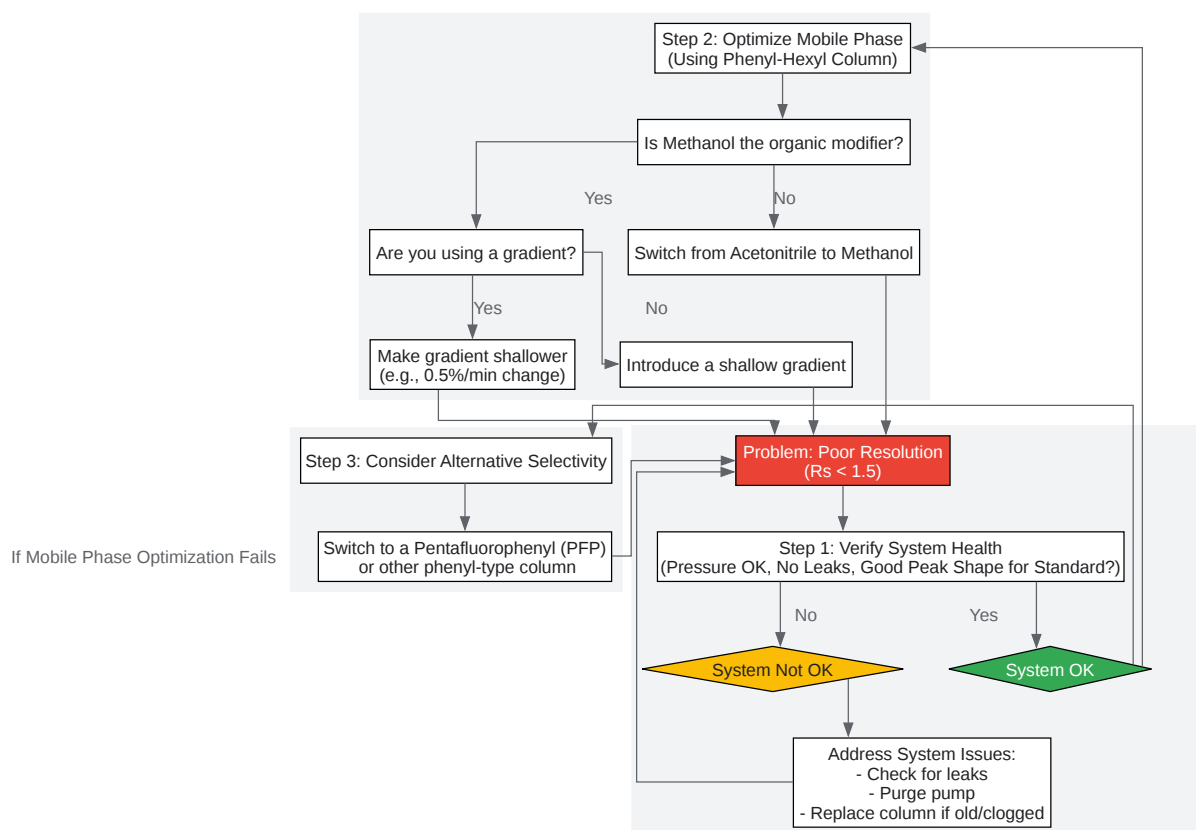 Step 2: Optimize Mobile Phase
(Using Phenyl-Hexyl Column)
Is Methanol the organic modifier?
Yes
No
Are you using a gradient?
Switch from Acetonitrile to Methanol
Yes
No
Make gradient shallower
(e.g., 0.5%/min change)
Introduce a shallow gradient
Step 3: Consider Alternative Selectivity
Problem: Poor Resolution
(Rs < 1.5)
If Mobile Phase Optimization Fails
Switch to a Pentafluorophenyl (PFP)
or other phenyl-type column
Step 1: Verify System Health
(Pressure OK, No Leaks, Good Peak Shape for Standard?)
No
Yes
System Not OK
System OK
Address System Issues:
- Check for leaks
- Purge pump
- Replace column if old/clogged